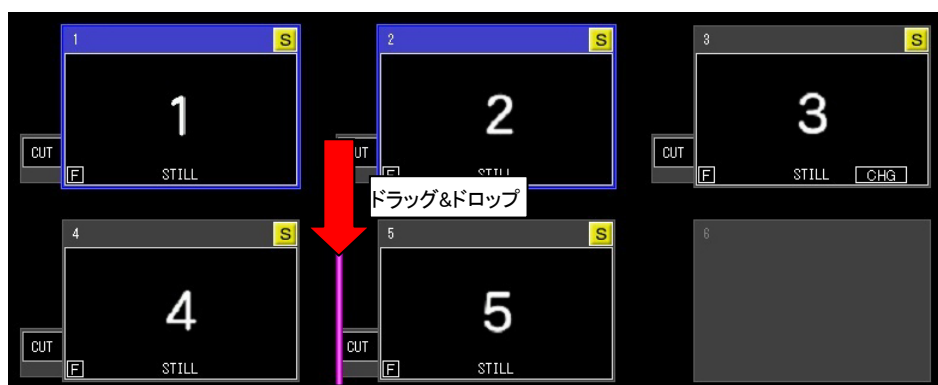 1 S
2 S
3 S
1
2
3
CUT
UT
CUT
F STILL
F STILL
F STILL CHG
ドラッグ&ドロップ
4 S
5 S
6
4
5
CUT
CUT
F STILL
F STILL